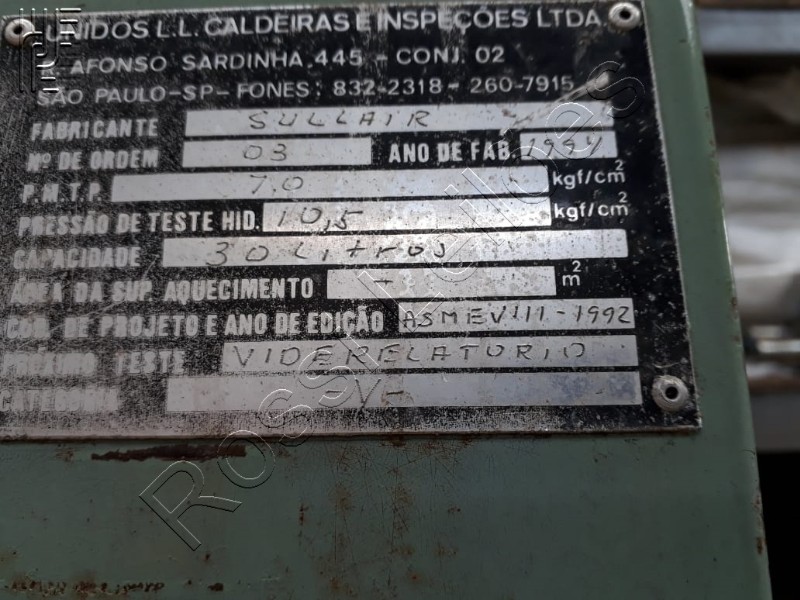 UNIDOS L.L. CALDEIRAS E INSPEÇÕES LTDA
AFONSO SARDINHA 445 - CONJ. 02
SÃO PAULO-SP- FONES: 832-2318 - 260-7915
FABRICANTE SULLAIR
Nº DE ORDEM 03 ANO DE FAB. 1994
P.M.T.P. 7,0 kgf/cm²
PRESSÃO DE TESTE HID. 10,5 kgf/cm²
CAPACIDADE 30 Litros
ÁREA DA SUP. AQUECIMENTO - m²
COD. DE PROJETO E ANO DE EDIÇÃO ASME VIII - 1992
PRÓXIMO TESTE VIDE RELATORIO
CATEGORIA V-
Ross Leilões